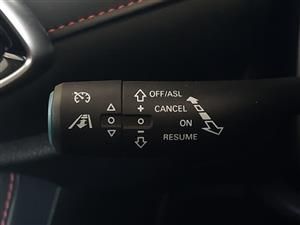 OFF/ASL
+ CANCEL
ON
- RESUME